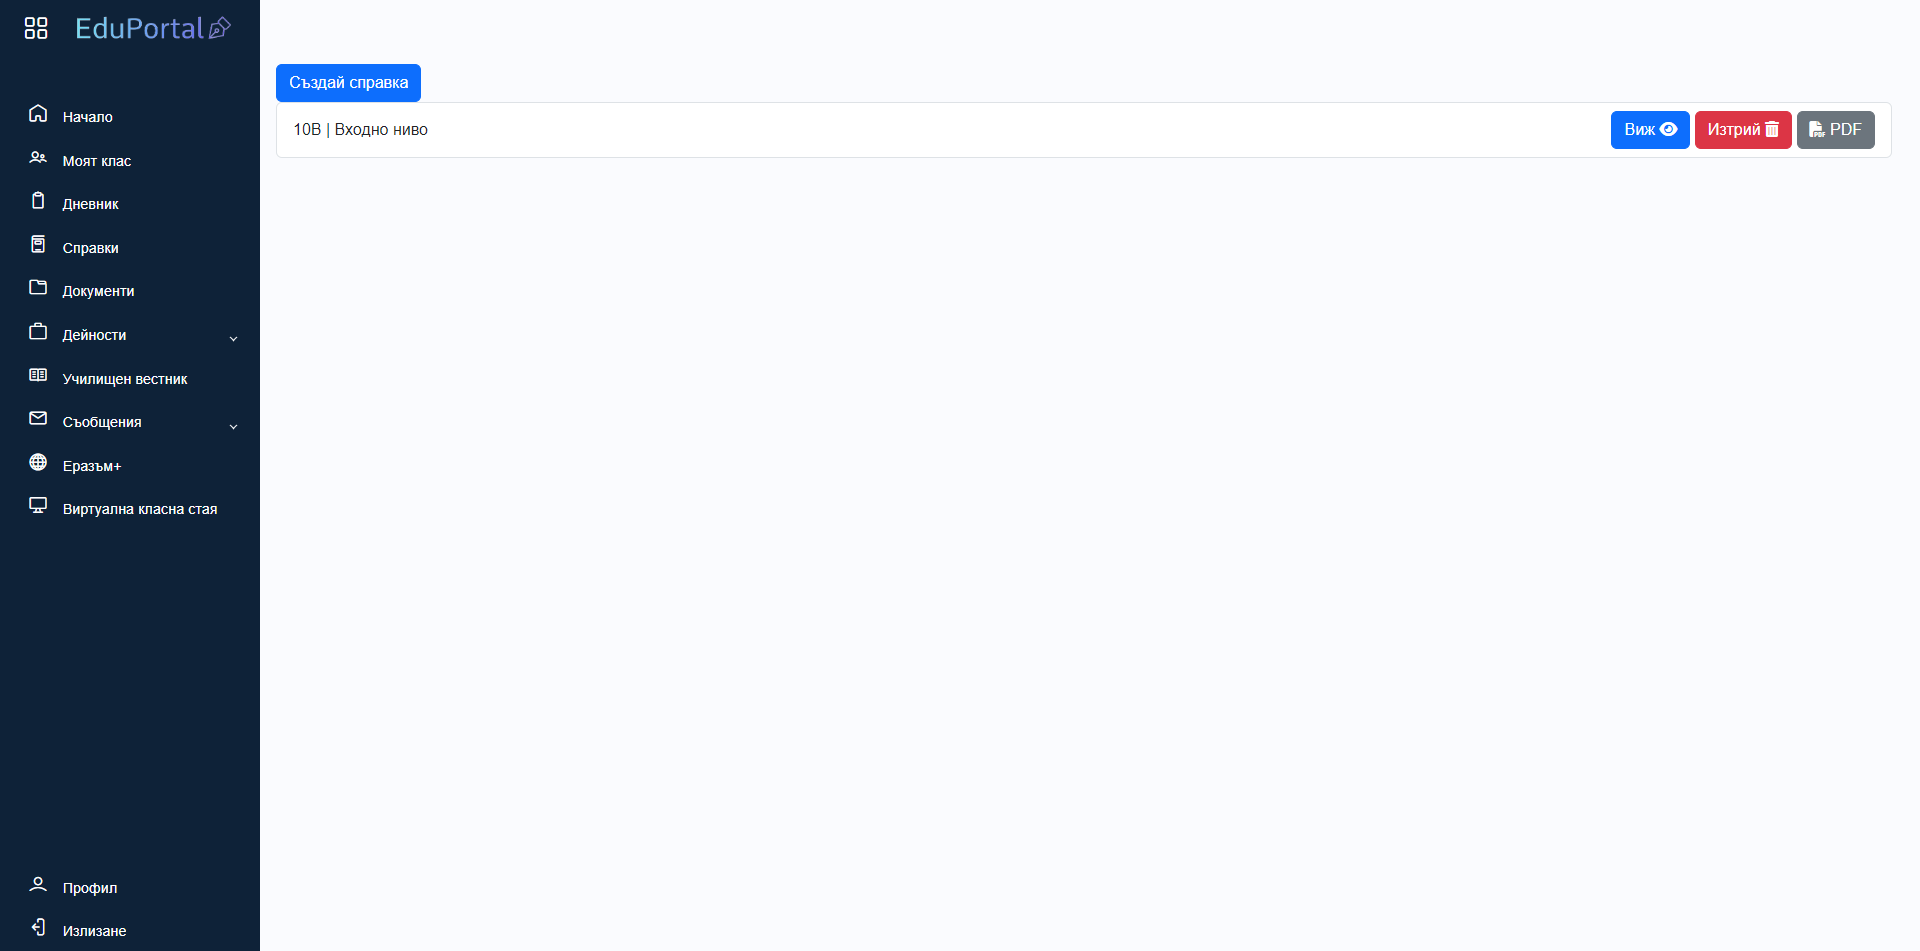 EduPortal
Начало
Моят клас
Дневник
Справки
Документи
Дейности
Училищен вестник
Съобщения
Еразъм+
Виртуална класна стая
Профил
Излизане
Създай справка
10В | Входно ниво
Виж
Изтрий
PDF